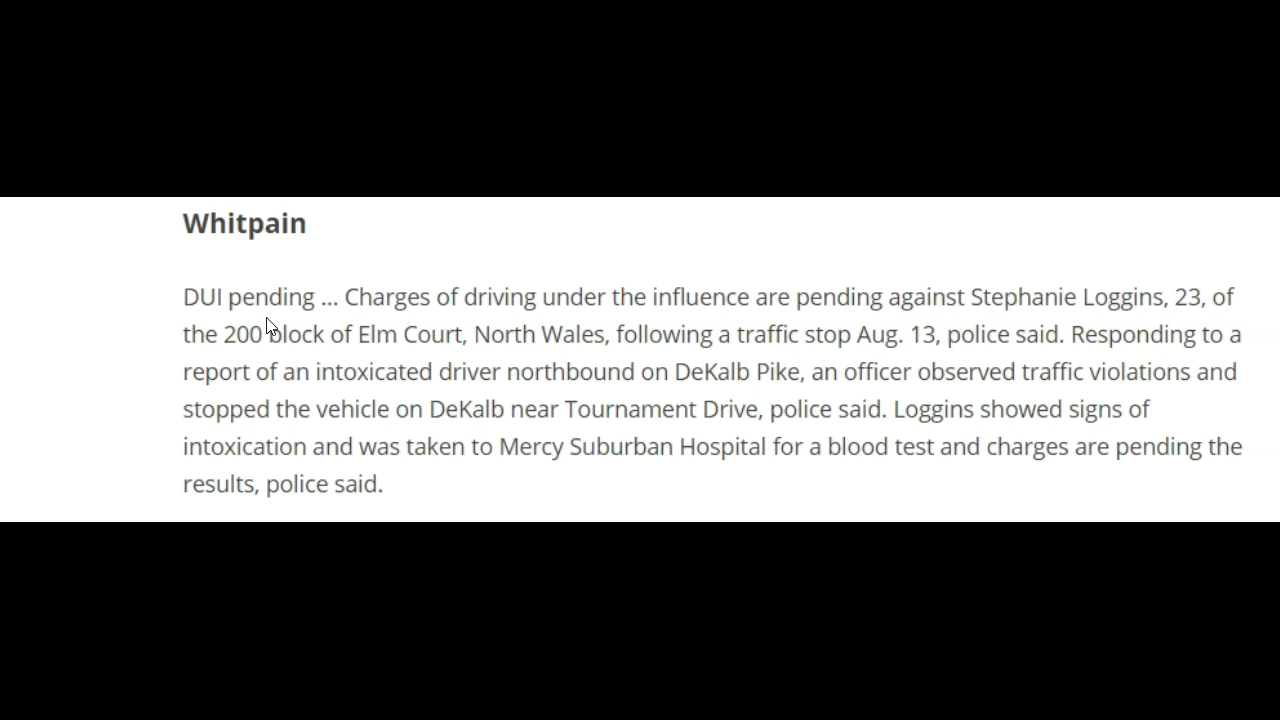 Whitpain
DUI pending ... Charges of driving under the influence are pending against Stephanie Loggins, 23, of
the 200 block of Elm Court, North Wales, following a traffic stop Aug. 13, police said. Responding to a
report of an intoxicated driver northbound on DeKalb Pike, an officer observed traffic violations and
stopped the vehicle on DeKalb near Tournament Drive, police said. Loggins showed signs of
intoxication and was taken to Mercy Suburban Hospital for a blood test and charges are pending the
results, police said.